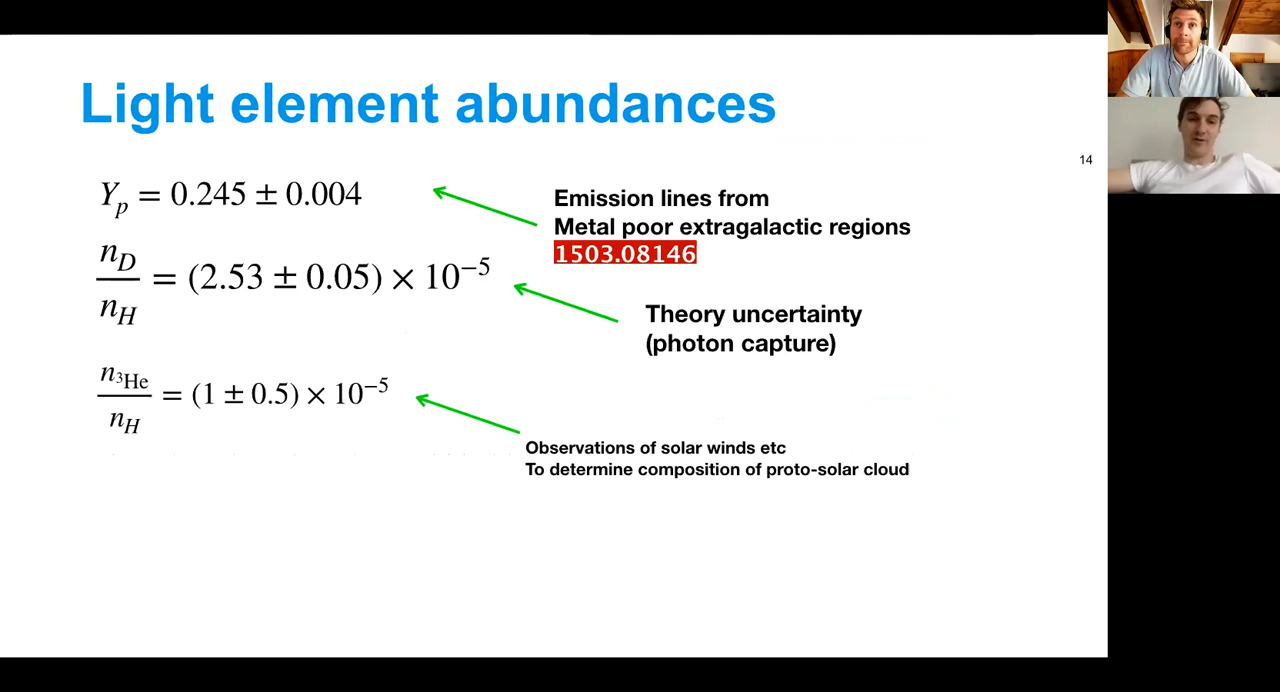 Light element abundances
14
Yₚ = 0.245 ± 0.004
Emission lines from
Metal poor extragalactic regions
1503.08146
n_D/n_H = (2.53 ± 0.05) × 10⁻⁵
Theory uncertainty
(photon capture)
n_³He/n_H = (1 ± 0.5) × 10⁻⁵
Observations of solar winds etc
To determine composition of proto-solar cloud